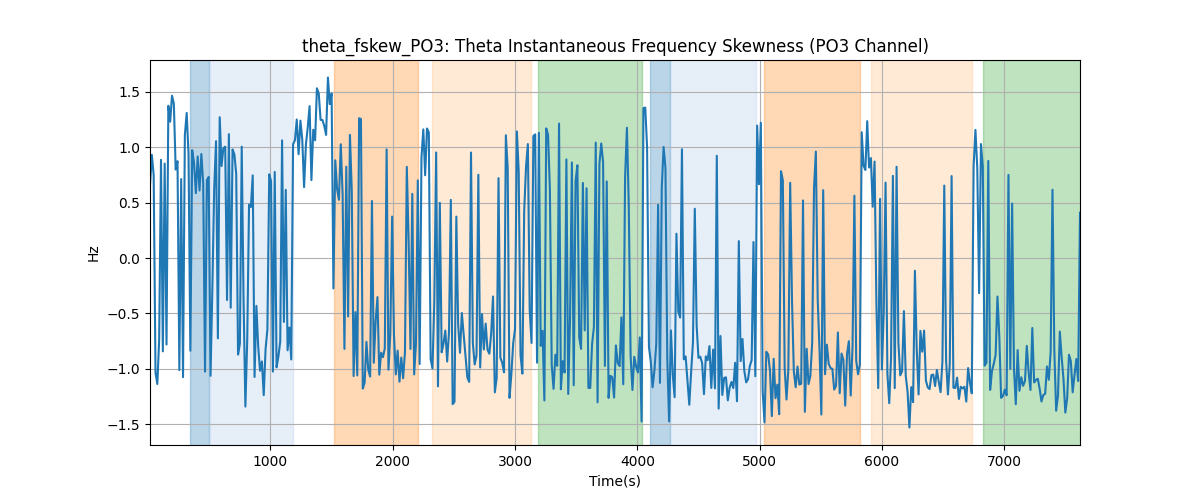 theta_fskew_PO3: Theta Instantaneous Frequency Skewness (PO3 Channel)
Hz
1.5
1.0
0.5
0.0
−0.5
−1.0
−1.5
1000 2000 3000 4000 5000 6000 7000
Time(s)